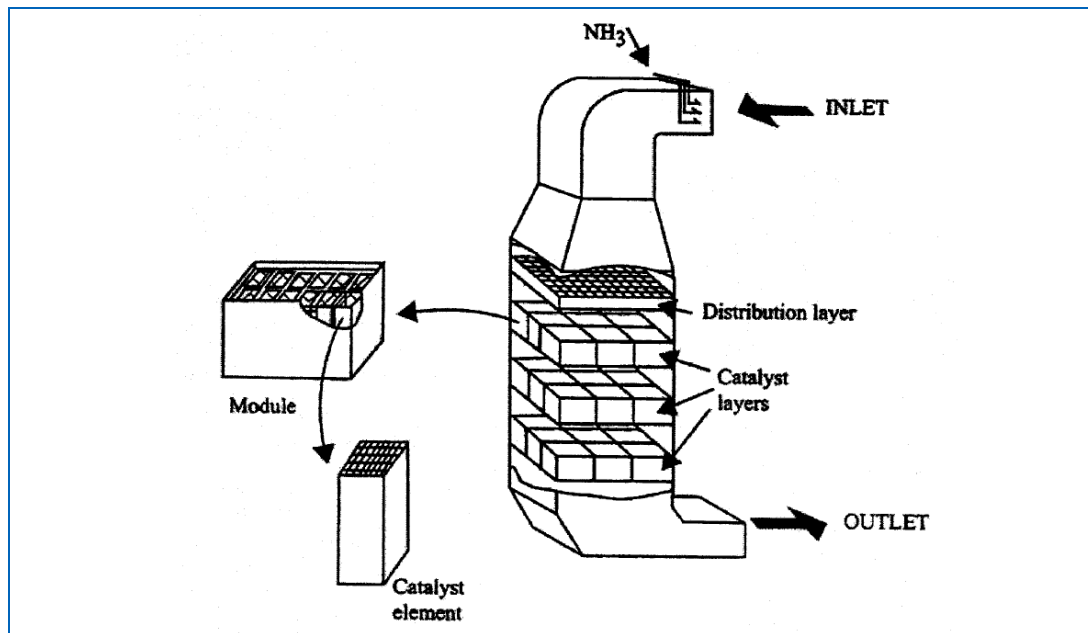 NH3
INLET
Distribution layer
Catalyst
layers
Module
OUTLET
Catalyst
element